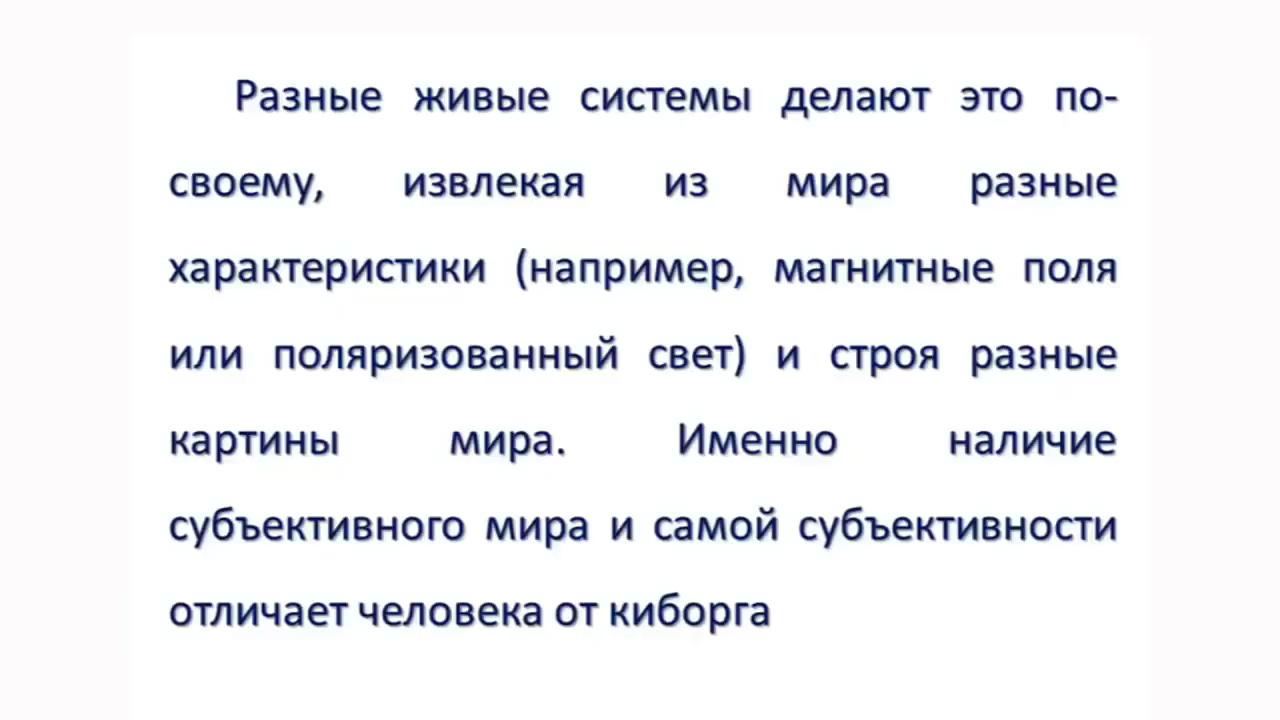 Разные живые системы делают это по-
своему, извлекая из мира разные
характеристики (например, магнитные поля
или поляризованный свет) и строя разные
картины мира. Именно наличие
субъективного мира и самой субъективности
отличает человека от киборга